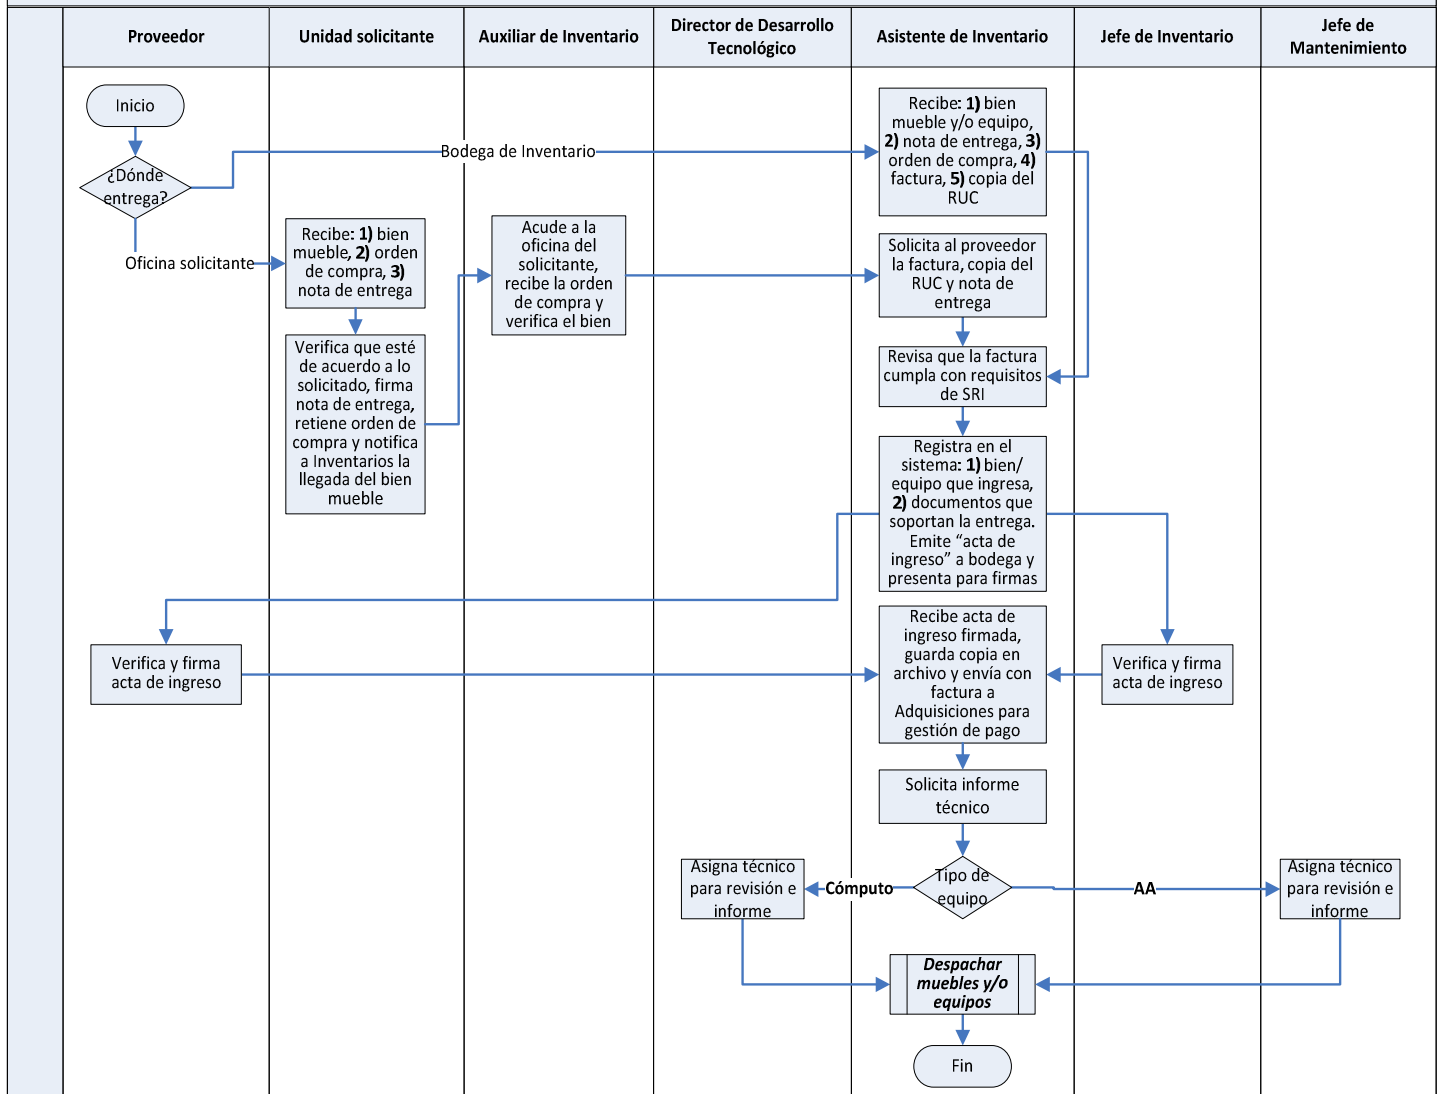 Proveedor
Unidad solicitante
Auxiliar de Inventario
Director de Desarrollo
Tecnológico
Asistente de Inventario
Jefe de Inventario
Jefe de
Mantenimiento
Inicio
¿Dónde
entrega?
Bodega de Inventario
Recibe: 1) bien
mueble y/o equipo,
2) nota de entrega, 3)
orden de compra, 4)
factura, 5) copia del
RUC
Oficina solicitante
Recibe: 1) bien
mueble, 2) orden
de compra, 3)
nota de entrega
Acude a la
oficina del
solicitante,
recibe la orden
de compra y
verifica el bien
Solicita al proveedor
la factura, copia del
RUC y nota de
entrega
Verifica que esté
de acuerdo a lo
solicitado, firma
nota de entrega,
retiene orden de
compra y notifica
a Inventarios la
llegada del bien
mueble
Revisa que la factura
cumpla con requisitos
de SRI
Registra en el
sistema: 1) bien/
equipo que ingresa,
2) documentos que
soportan la entrega.
Emite “acta de
ingreso” a bodega y
presenta para firmas
Verifica y firma
acta de ingreso
Recibe acta de
ingreso firmada,
guarda copia en
archivo y envía con
factura a
Adquisiciones para
gestión de pago
Verifica y firma
acta de ingreso
Solicita informe
técnico
Asigna técnico
para revisión e
informe
Cómputo
Tipo de
equipo
AA
Asigna técnico
para revisión e
informe
Despachar
muebles y/o
equipos
Fin